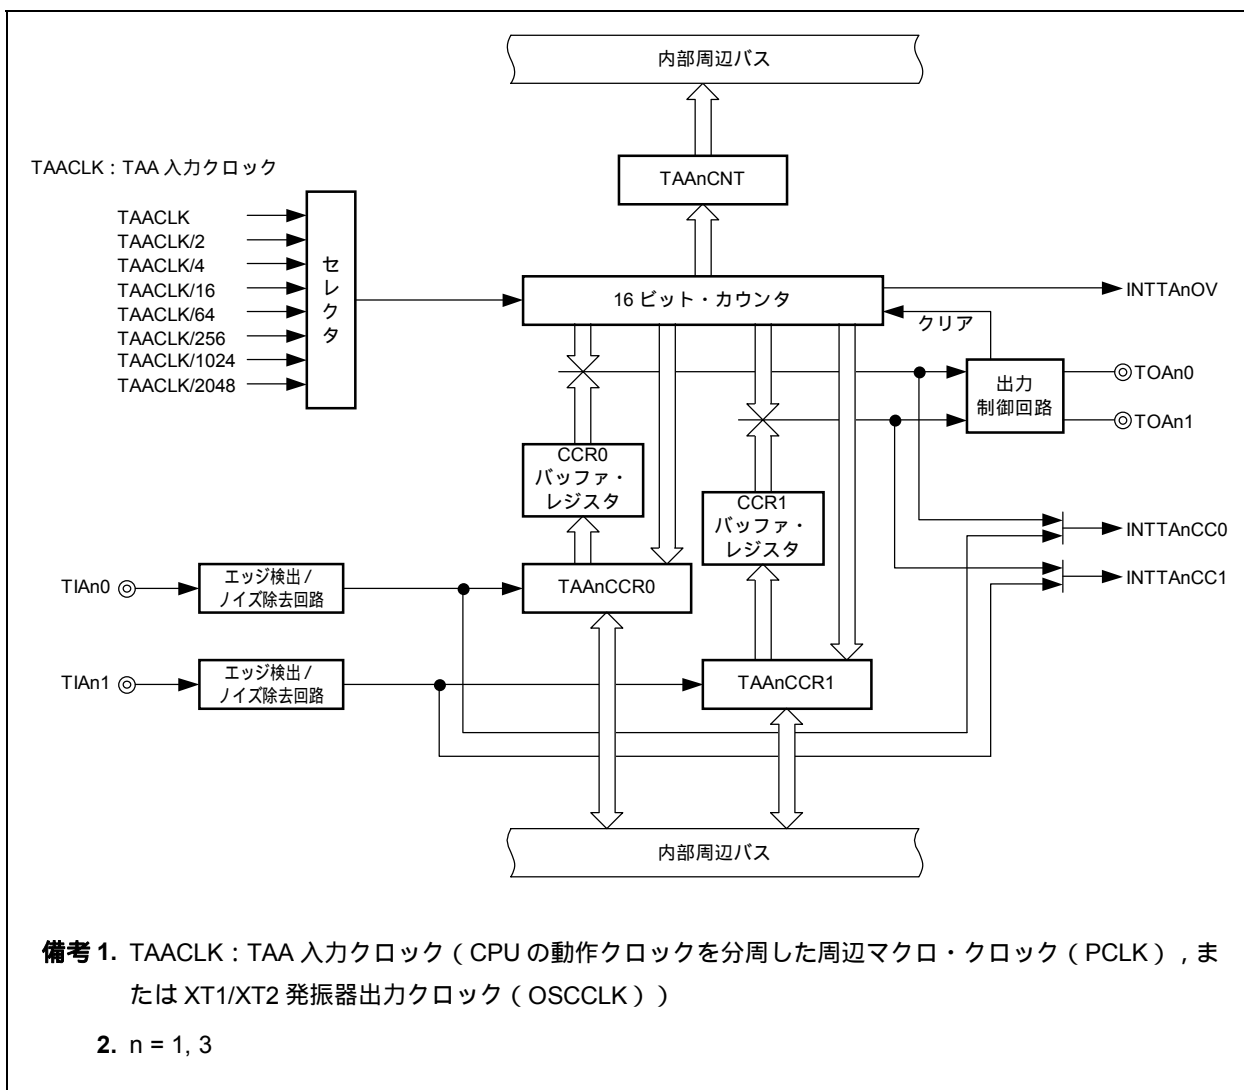 内部周辺バス
TAACLK：TAA 入力クロック
TAAnCNT
TAACLK
TAACLK/2
TAACLK/4
TAACLK/16
TAACLK/64
TAACLK/256
TAACLK/1024
TAACLK/2048
セレクタ
16 ビット・カウンタ
INTTAnOV
クリア
出力
制御回路
TOAn0
TOAn1
CCR0
バッファ・
レジスタ
CCR1
バッファ・
レジスタ
INTTAnCC0
INTTAnCC1
TIAn0
エッジ検出 /
ノイズ除去回路
TAAnCCR0
TIAn1
エッジ検出 /
ノイズ除去回路
TAAnCCR1
内部周辺バス
備考 1. TAACLK：TAA 入力クロック（CPU の動作クロックを分周した周辺マクロ・クロック（PCLK），ま
たは XT1/XT2 発振器出力クロック（OSCCLK））
2. n = 1, 3